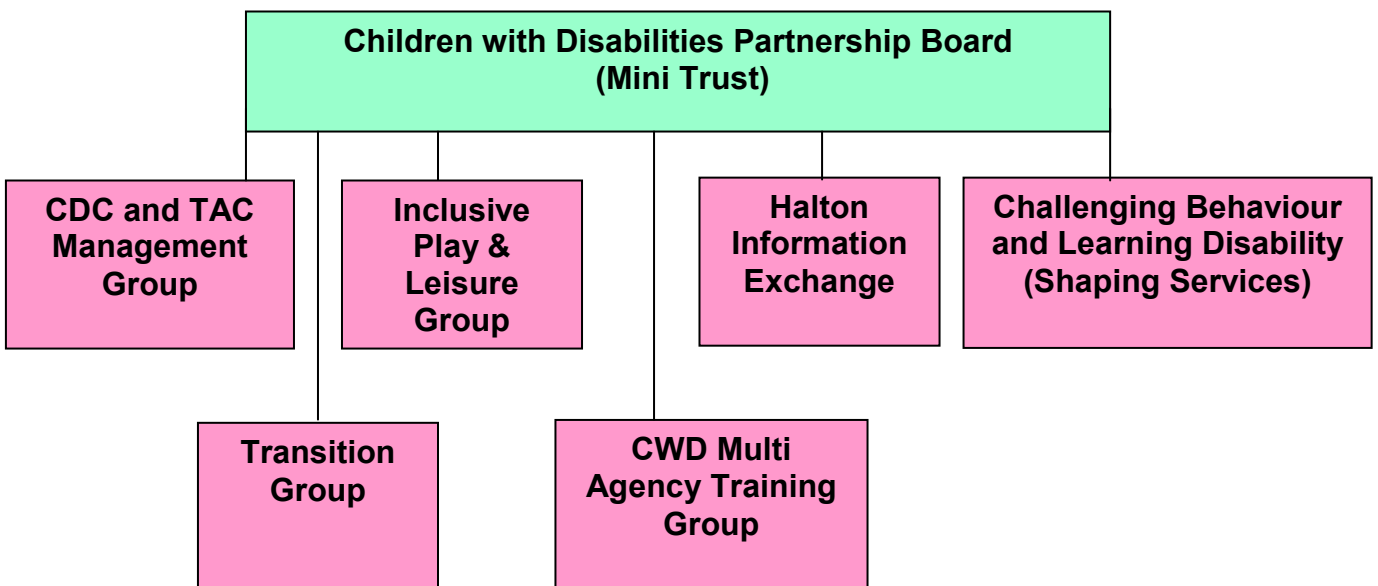 Children with Disabilities Partnership Board
(Mini Trust)
CDC and TAC
Management
Group
Inclusive
Play &
Leisure
Group
Halton
Information
Exchange
Challenging Behaviour
and Learning Disability
(Shaping Services)
Transition
Group
CWD Multi
Agency Training
Group